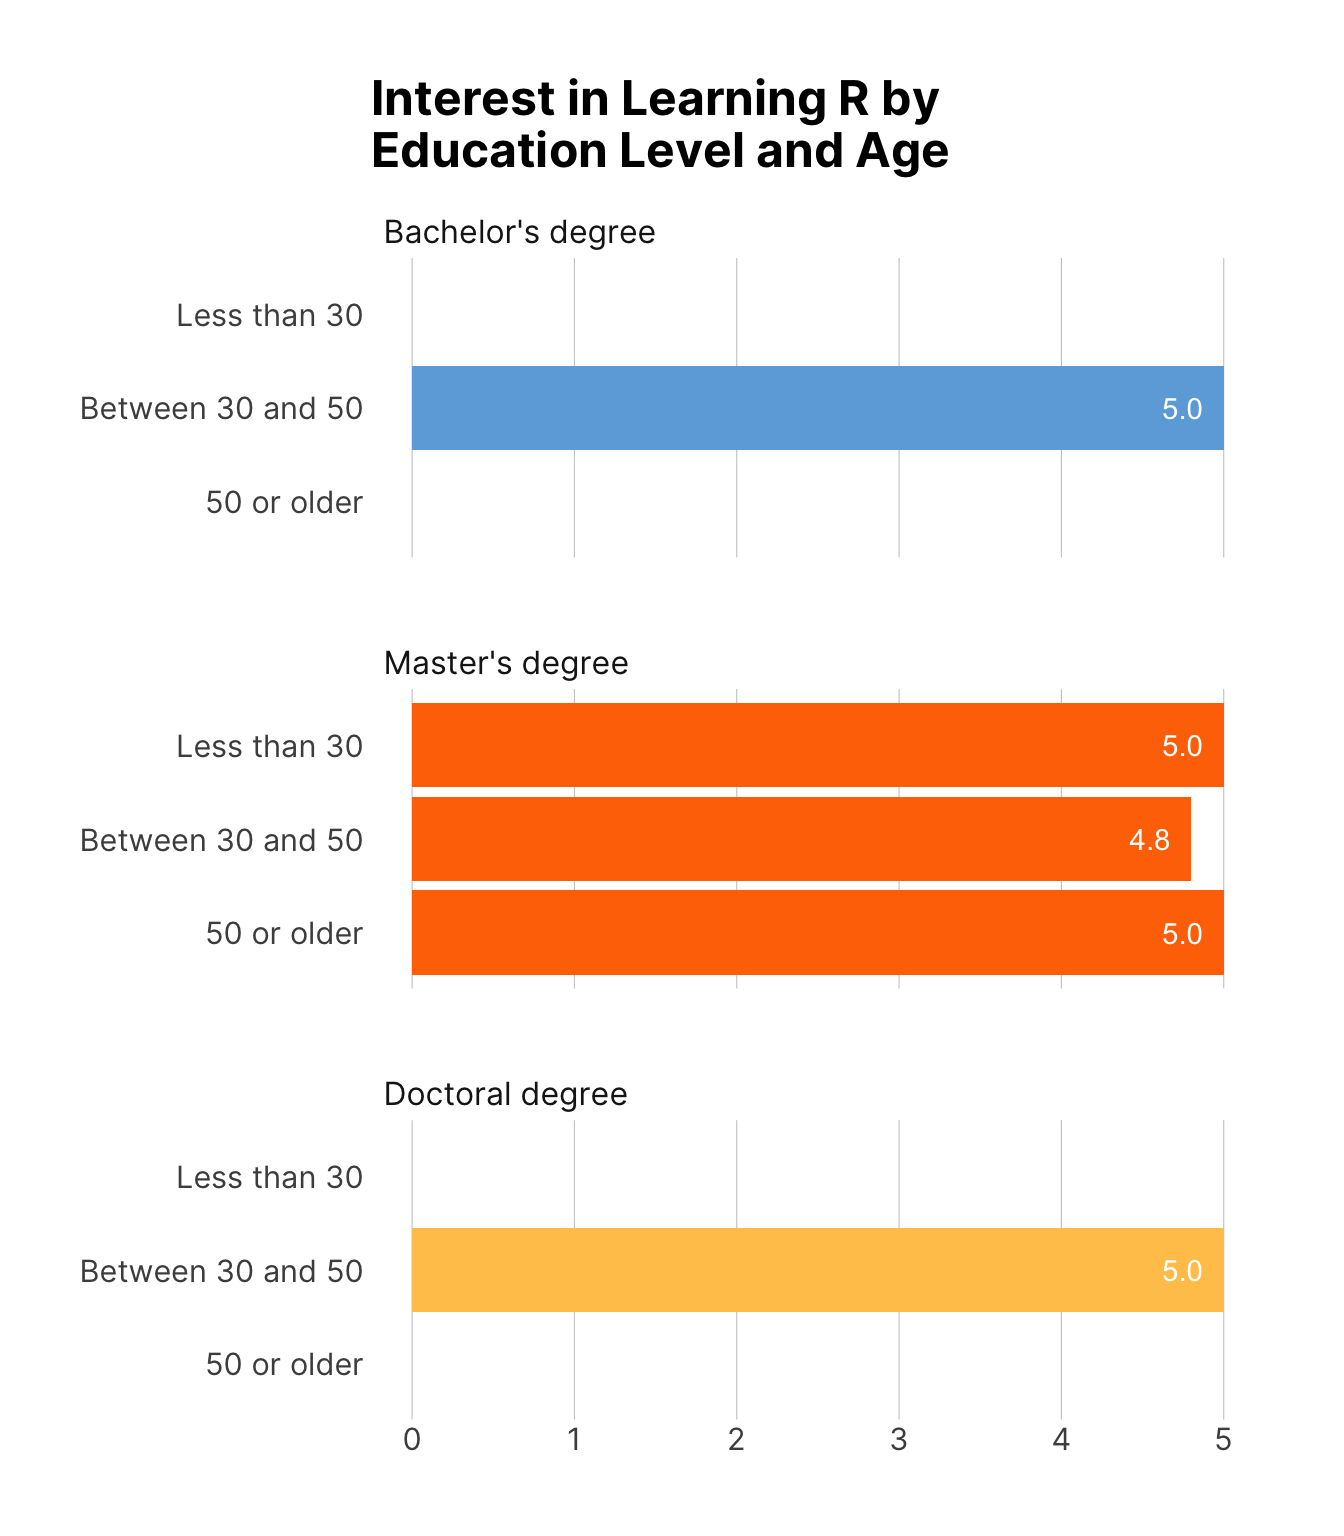 Interest in Learning R by
Education Level and Age
Bachelor's degree
Less than 30
Between 30 and 50 5.0
50 or older
Master's degree
Less than 30 5.0
Between 30 and 50 4.8
50 or older 5.0
Doctoral degree
Less than 30
Between 30 and 50 5.0
50 or older
0 1 2 3 4 5